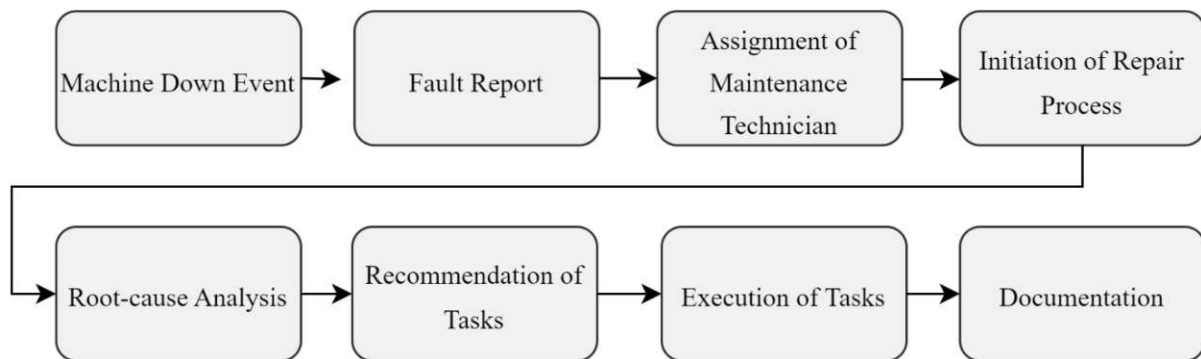 Machine Down Event
Fault Report
Assignment of
Maintenance
Technician
Initiation of Repair
Process
Root-cause Analysis
Recommendation of
Tasks
Execution of Tasks
Documentation